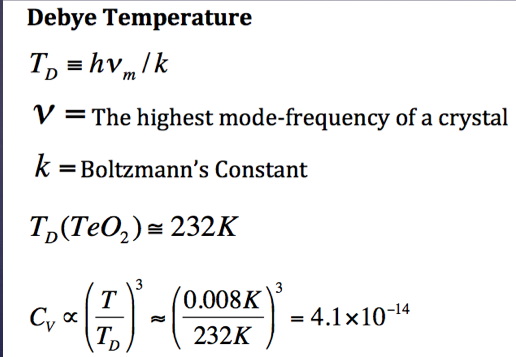 Debye Temperature
T_D ≡ hν_m / k
ν = The highest mode-frequency of a crystal
k = Boltzmann's Constant
T_D(TeO₂) ≅ 232K
C_V ∝ (T / T_D)³ ≈ (0.008K / 232K)³ = 4.1×10⁻¹⁴